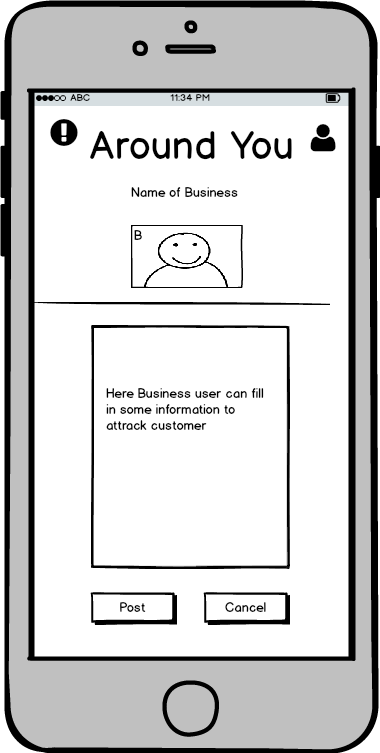 ABC 11:34 PM
Around You
Name of Business
B
Here Business user can fill
in some information to
attrack customer
Post Cancel